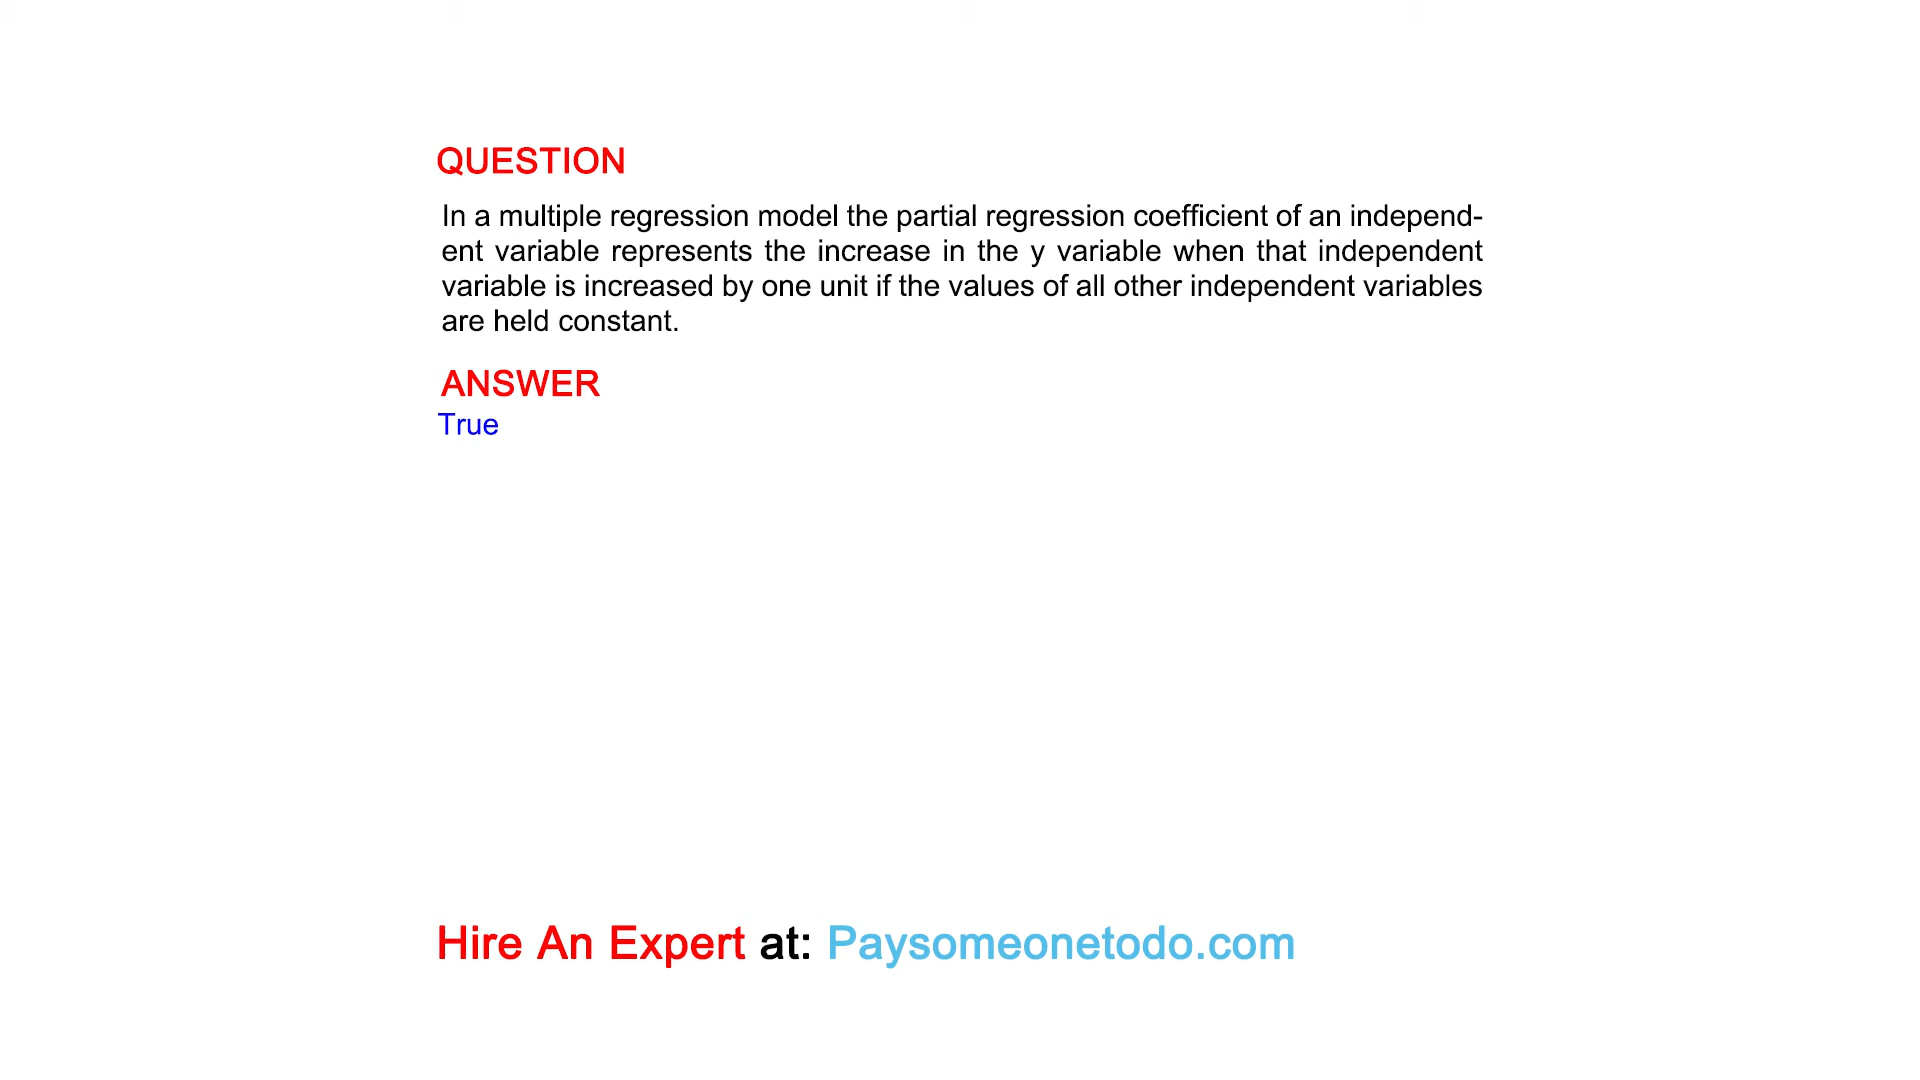 QUESTION
In a multiple regression model the partial regression coefficient of an independ-
ent variable represents the increase in the y variable when that independent
variable is increased by one unit if the values of all other independent variables
are held constant.
ANSWER
True
Hire An Expert at: Paysomeonetodo.com